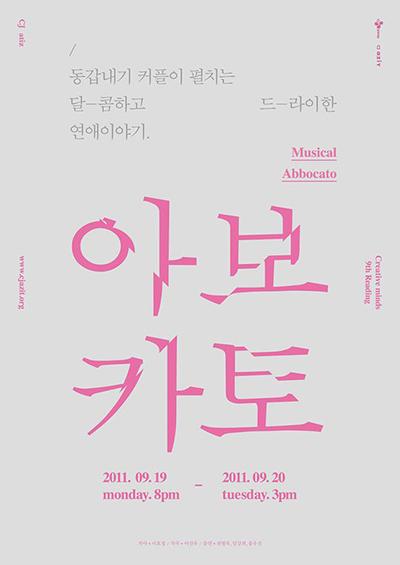 CJ azit
/
동갑내기 커플이 펼치는
달–콤하고 드–라이한
연애이야기.
Musical
Abbocato
아보
카토
www.cjazit.org
Creative minds
9th Reading
2011. 09.19 – 2011. 09. 20
monday. 8pm tuesday. 3pm